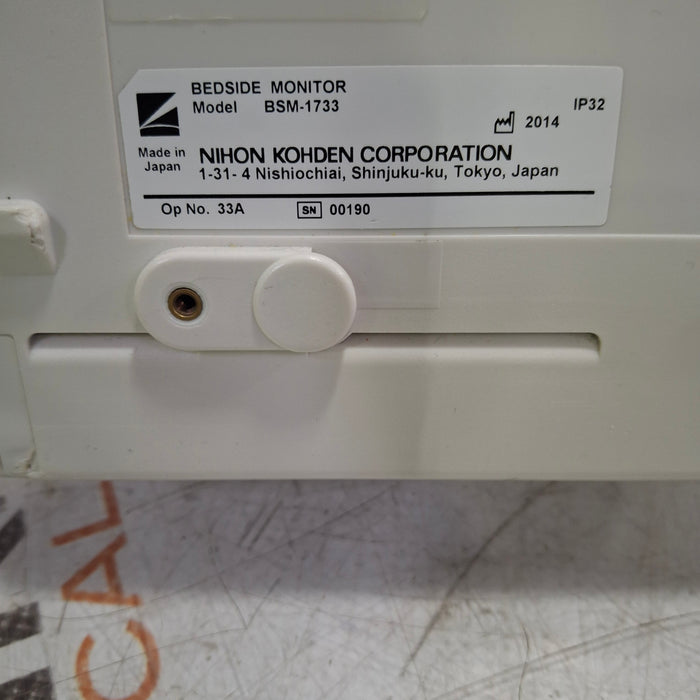 BEDSIDE MONITOR
Model BSM-1733
IP32
2014
Made in
Japan
NIHON KOHDEN CORPORATION
1-31- 4 Nishiochiai, Shinjuku-ku, Tokyo, Japan
Op No. 33A
SN 00190
CAL